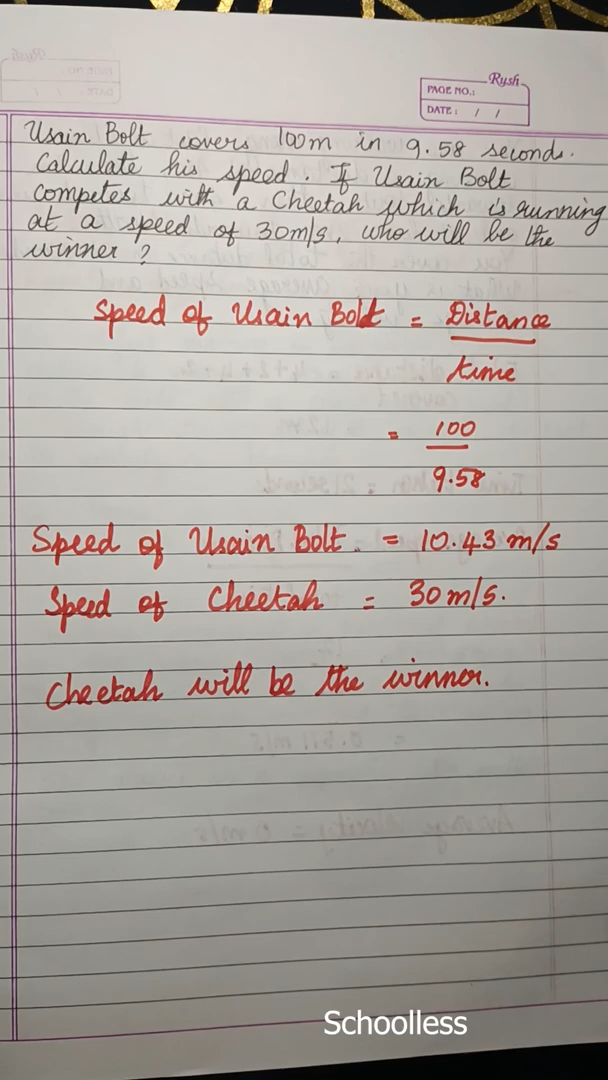 Rysh
PAGE NO.:
DATE: / /
Usain Bolt covers 100m in 9.58 seconds.
Calculate his speed. If Usain Bolt
competes with a Cheetah which is running
at a speed of 30m/s, who will be the
winner?
Speed of Usain Bolt = Distance
time
= 100
9.58
Speed of Usain Bolt. = 10.43 m/s
Speed of Cheetah = 30m/s.
Cheetah will be the winner.
Schoolless